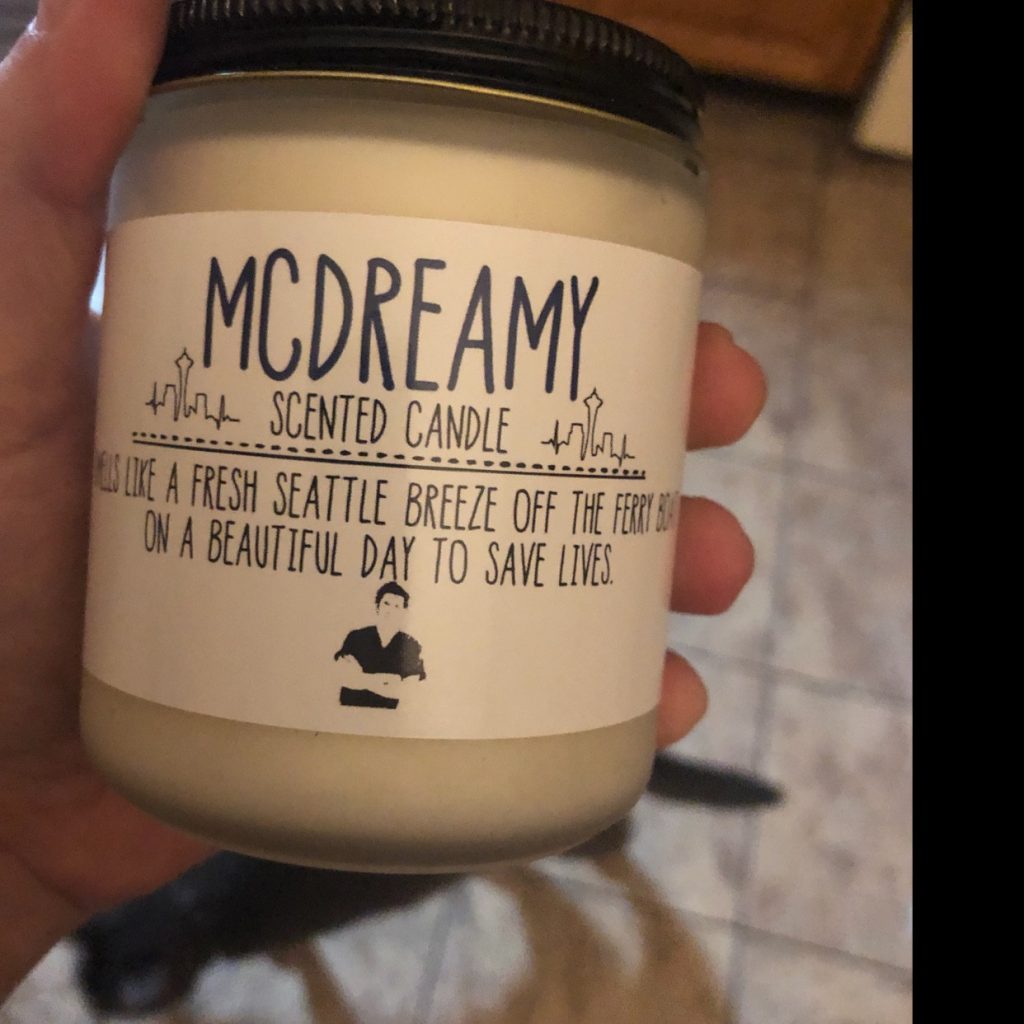 MCDREAMY
SCENTED CANDLE
LIKE A FRESH SEATTLE BREEZE OFF THE FERRY
ON A BEAUTIFUL DAY TO SAVE LIVES.